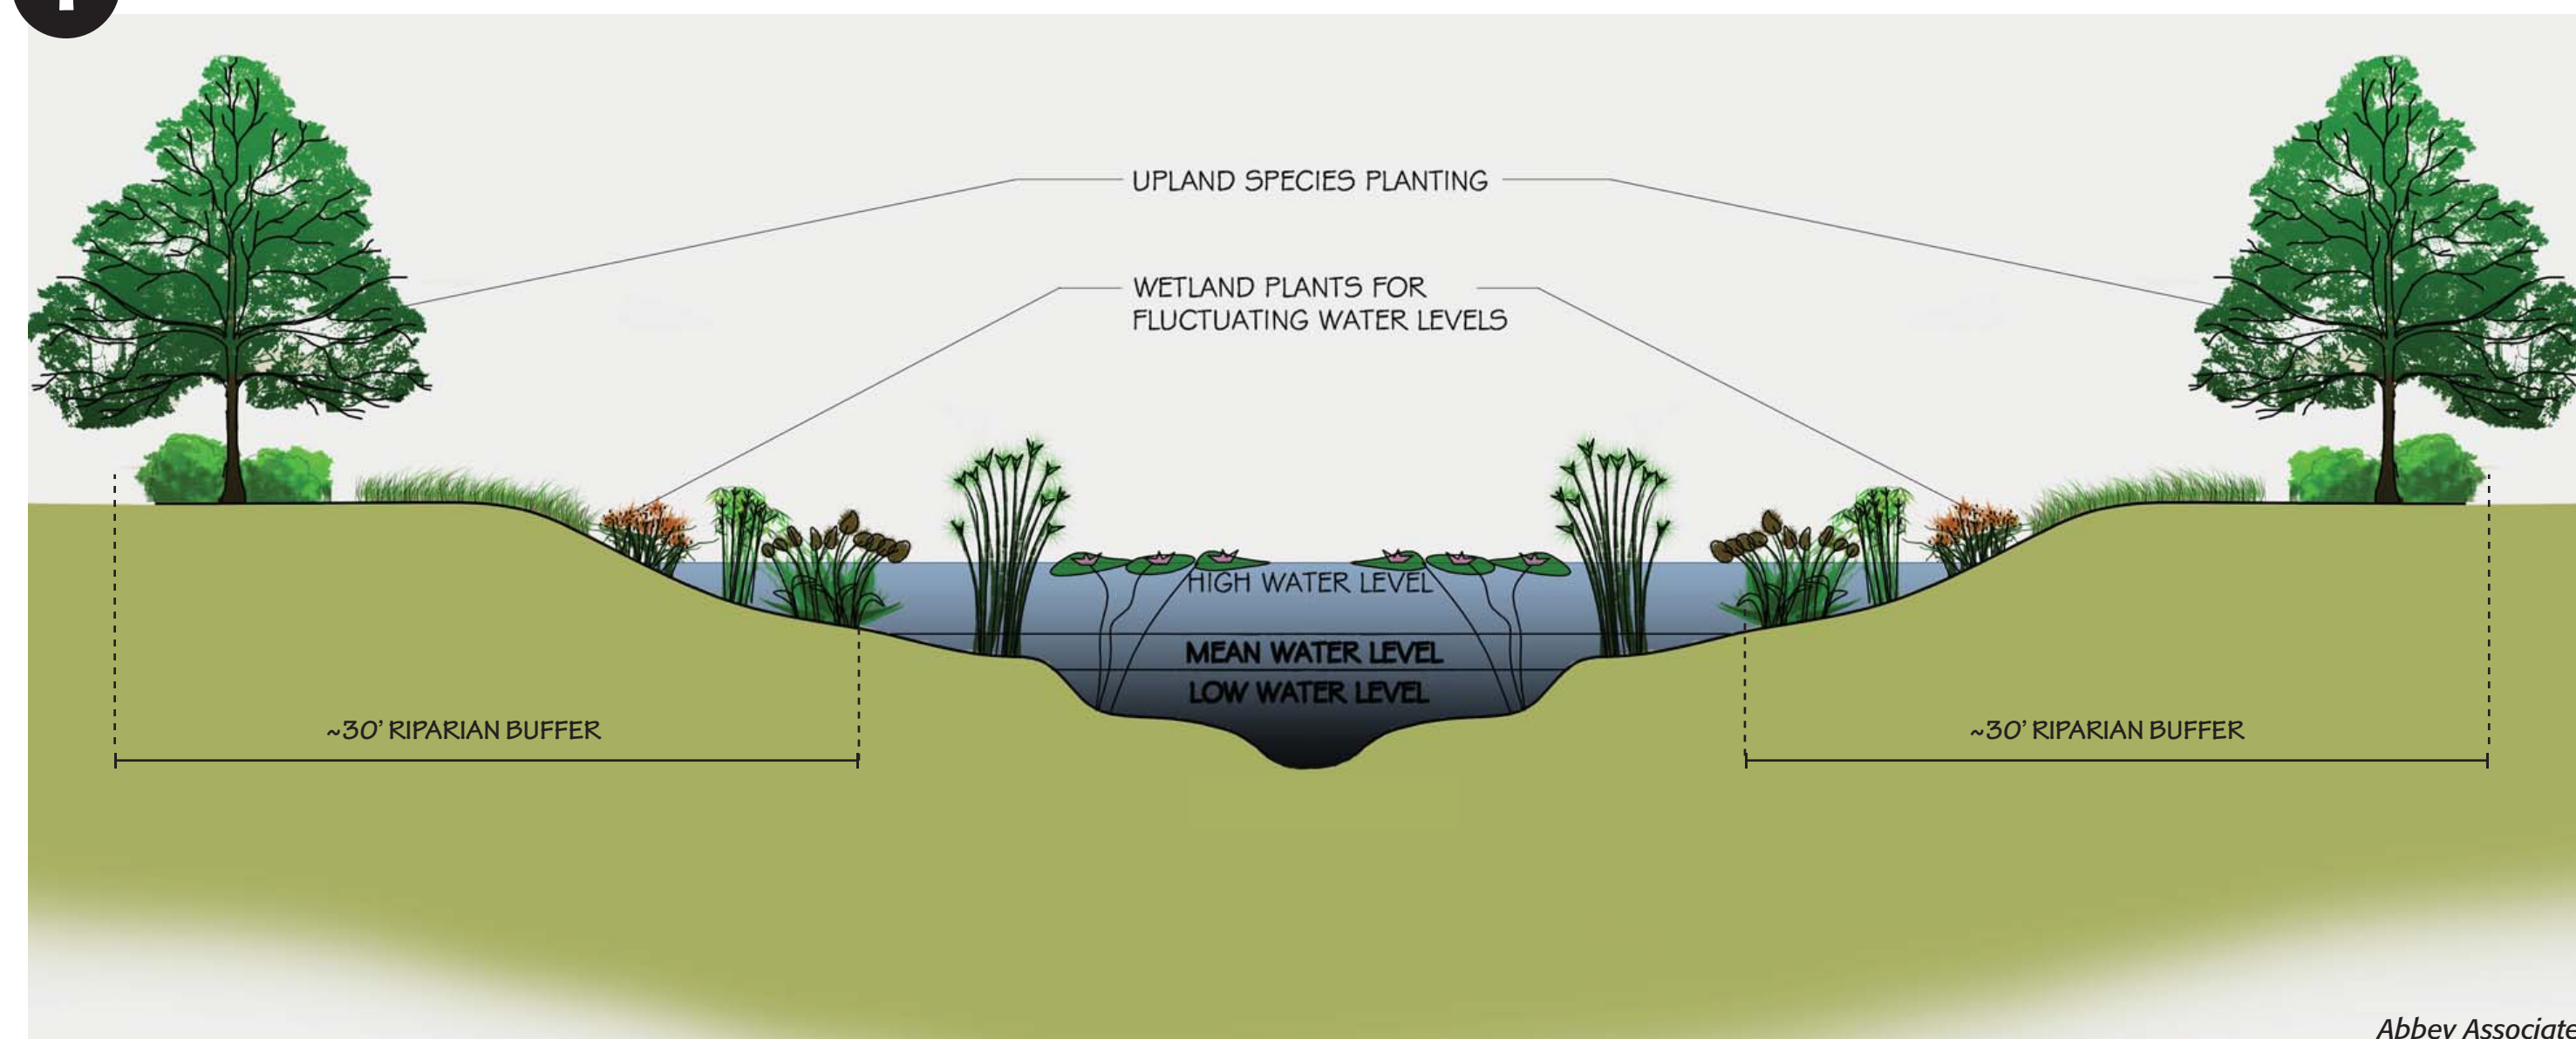 UPLAND SPECIES PLANTING
WETLAND PLANTS FOR
FLUCTUATING WATER LEVELS
HIGH WATER LEVEL
MEAN WATER LEVEL
LOW WATER LEVEL
~30' RIPARIAN BUFFER
~30' RIPARIAN BUFFER
Abbey Associate